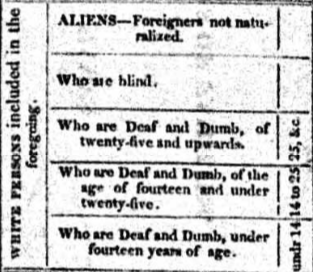 WHITE PERSONS included in the
foregoing.
ALIENS—Foreigners not natu-
ralized.
Who are blind.
Who are Deaf and Dumb, of
twenty-five and upwards.
Who are Deaf and Dumb, of the
age of fourteen and under
twenty-five.
Who are Deaf and Dumb, under
fourteen years of age.
25, &c.
14 to 25
undr 14